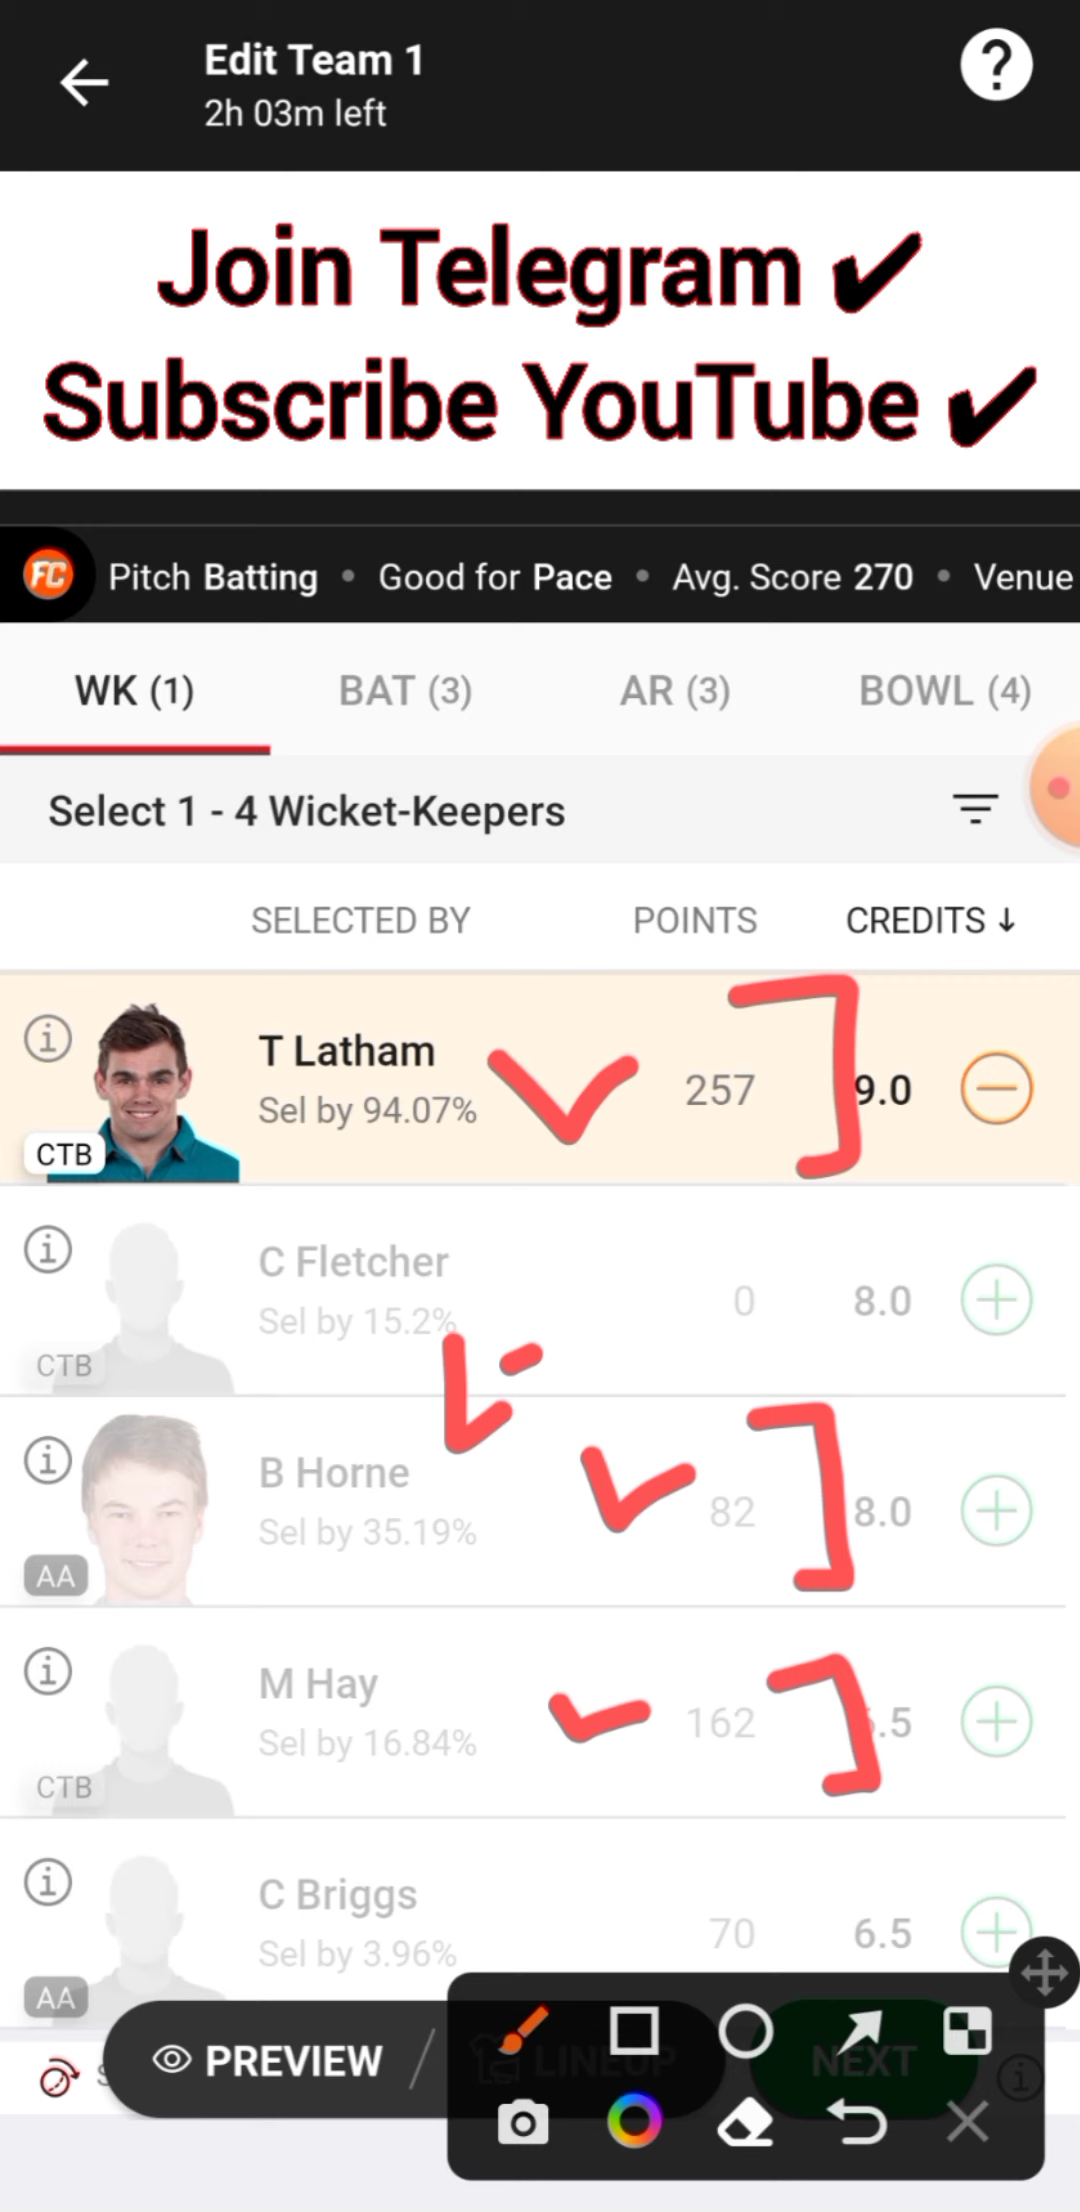 Edit Team 1
2h 03m left
Join Telegram ✔
Subscribe YouTube ✔
FC Pitch Batting • Good for Pace • Avg. Score 270 • Venue
WK (1) BAT (3) AR (3) BOWL (4)
Select 1 - 4 Wicket-Keepers
SELECTED BY POINTS CREDITS ↓
T Latham
Sel by 94.07% 257 9.0
CTB
C Fletcher
Sel by 15.2% 0 8.0
CTB
B Horne
Sel by 35.19% 82 8.0
AA
M Hay
Sel by 16.84% 162 .5
CTB
C Briggs
Sel by 3.96% 70 6.5
AA
PREVIEW / LINEUP NEXT